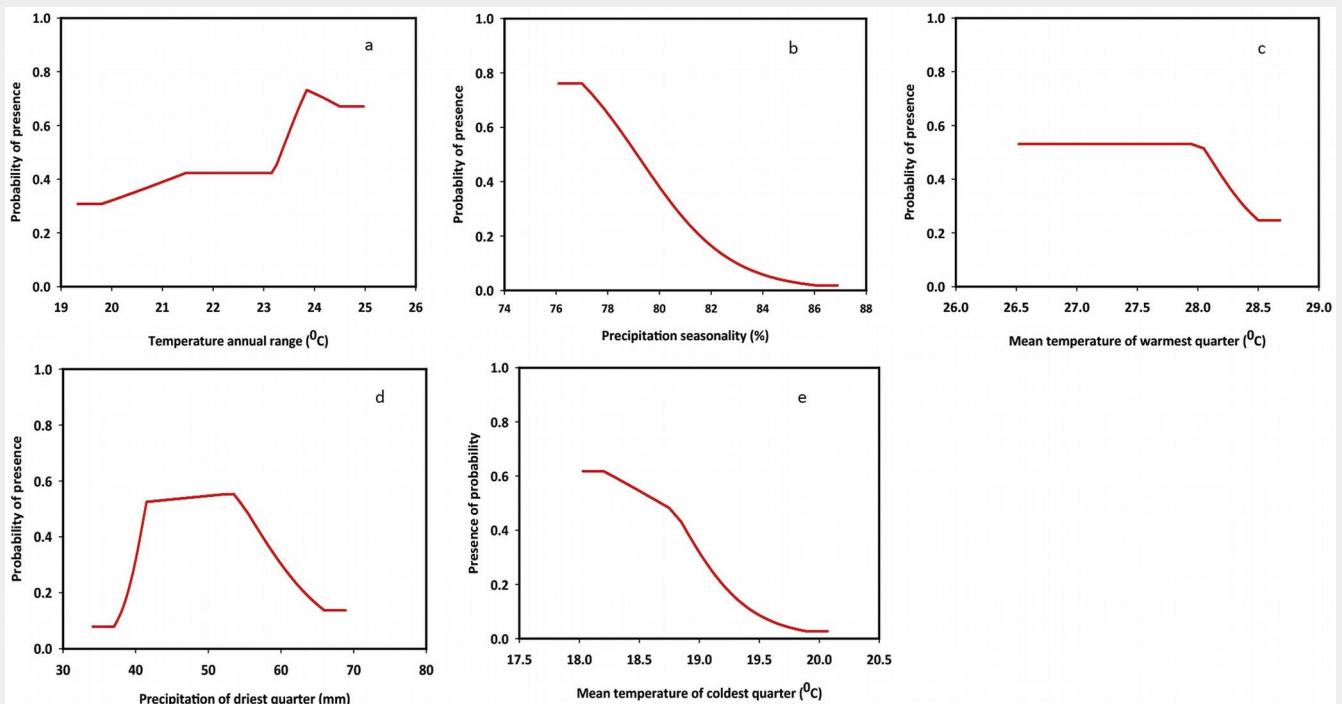 a
Probability of presence
1.0
0.8
0.6
0.4
0.2
0.0
19 20 21 22 23 24 25 26
Temperature annual range (⁰C)
b
Probablity of presence
1.0
0.8
0.6
0.4
0.2
0.0
74 76 78 80 82 84 86 88
Precipitation seasonality (%)
c
Probability of presence
1.0
0.8
0.6
0.4
0.2
0.0
26.0 26.5 27.0 27.5 28.0 28.5 29.0
Mean temperature of warmest quarter (⁰C)
d
Probability of presence
1.0
0.8
0.6
0.4
0.2
0.0
30 40 50 60 70 80
Precipitation of driest quarter (mm)
e
Presence of probability
1.0
0.8
0.6
0.4
0.2
0.0
17.5 18.0 18.5 19.0 19.5 20.0 20.5
Mean temperature of coldest quarter (⁰C)